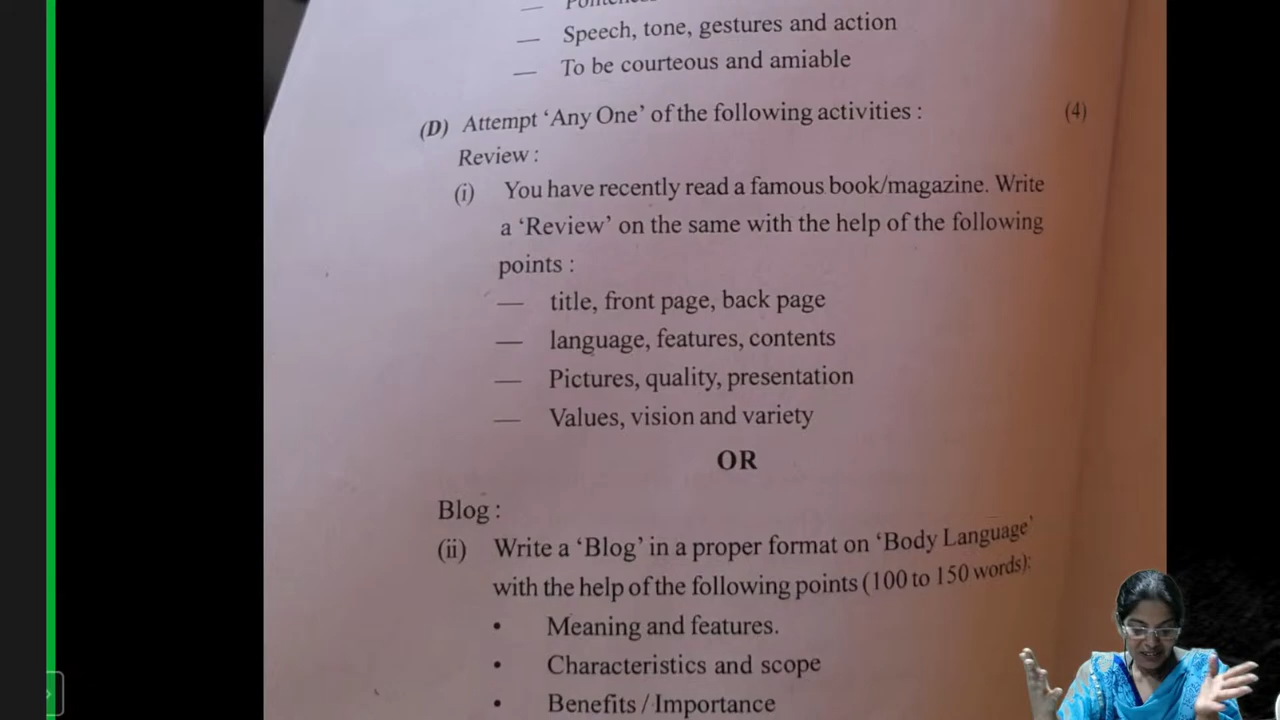 — Speech, tone, gestures and action
— To be courteous and amiable
(D) Attempt ‘Any One’ of the following activities : (4)
Review :
(i) You have recently read a famous book/magazine. Write
a ‘Review’ on the same with the help of the following
points :
— title, front page, back page
— language, features, contents
— Pictures, quality, presentation
— Values, vision and variety
OR
Blog :
(ii) Write a ‘Blog’ in a proper format on ‘Body Language’
with the help of the following points (100 to 150 words):
• Meaning and features.
• Characteristics and scope
• Benefits / Importance